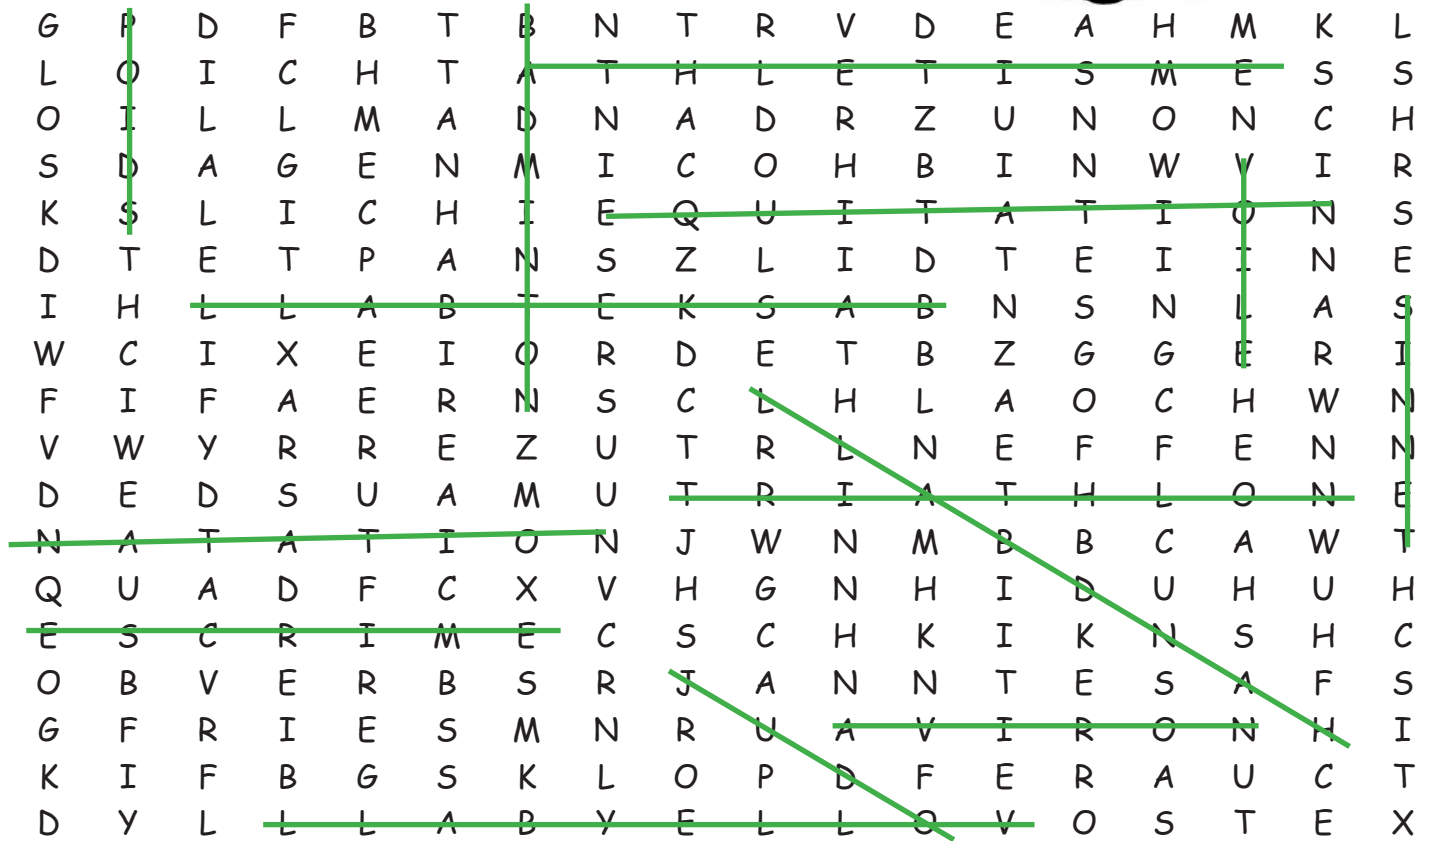 G P D F B T B N T R V D E A H M K L
L O I C H T A T H L E T I S M E S S
O I L L M A D N A D R Z U N O N C H
S D A G E N M I C O H B I N W V I R
K S L I C H I E Q U I T A T I O N S
D T E T P A N S Z L I D T E I I N E
I H L L A B T E K S A B N S N L A S
W C I X E I O R D E T B Z G G E R I
F I F A E R N S C L H L A O C H W N
V W Y R R E Z U T R L N E F F E N N
D E D S U A M U T R I A T H L O N E
N A T A T I O N J W N M B B C A W T
Q U A D F C X V H G N H I D U H U H
E S C R I M E C S C H K I K N S H C
O B V E R B S R J A N N T E S A F S
G F R I E S M N R U A V I R O N H I
K I F B G S K L O P D F E R A U C T
D Y L L L A B Y E L L O V O S T E X